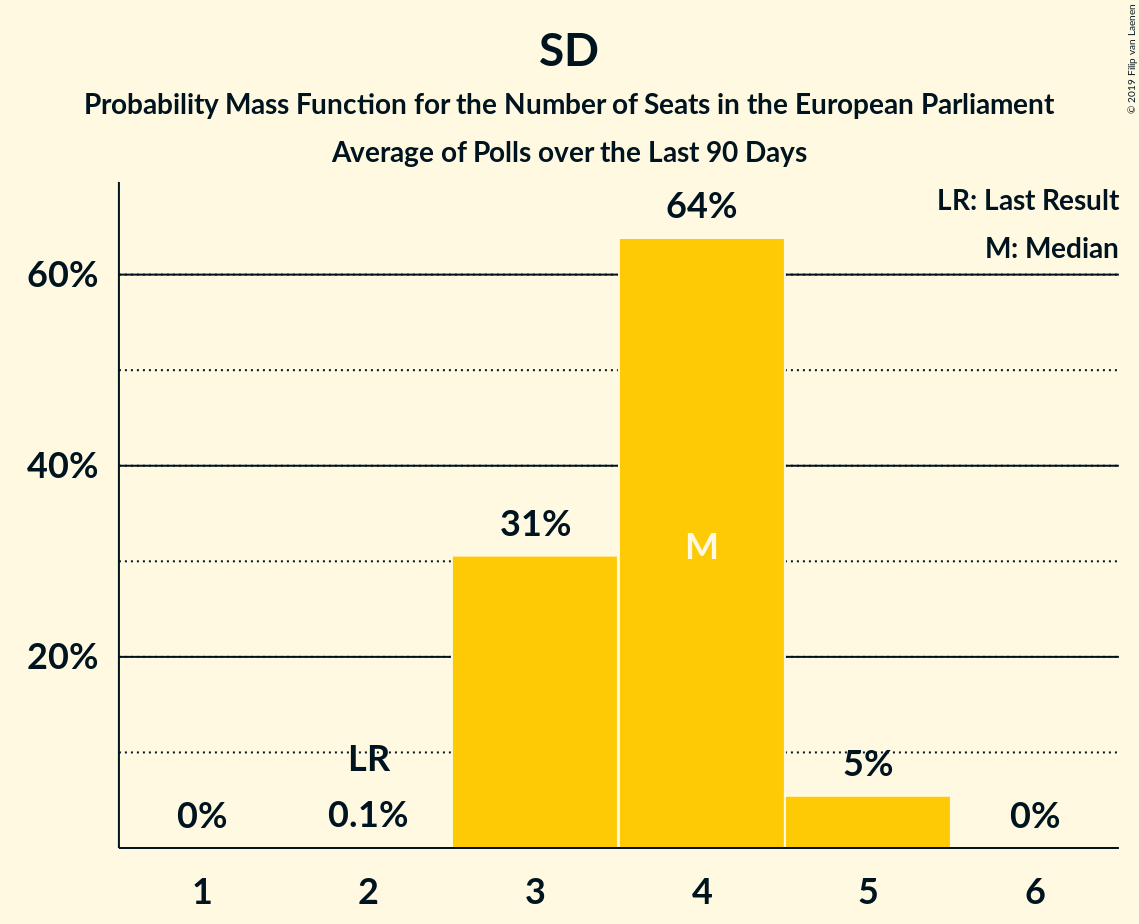 SD
Probability Mass Function for the Number of Seats in the European Parliament
Average of Polls over the Last 90 Days
© 2019 Filip van Laenen
LR: Last Result
M: Median
64%
60%
31%
M
40%
20%
LR
5%
0%
0.1%
0%
1 2 3 4 5 6